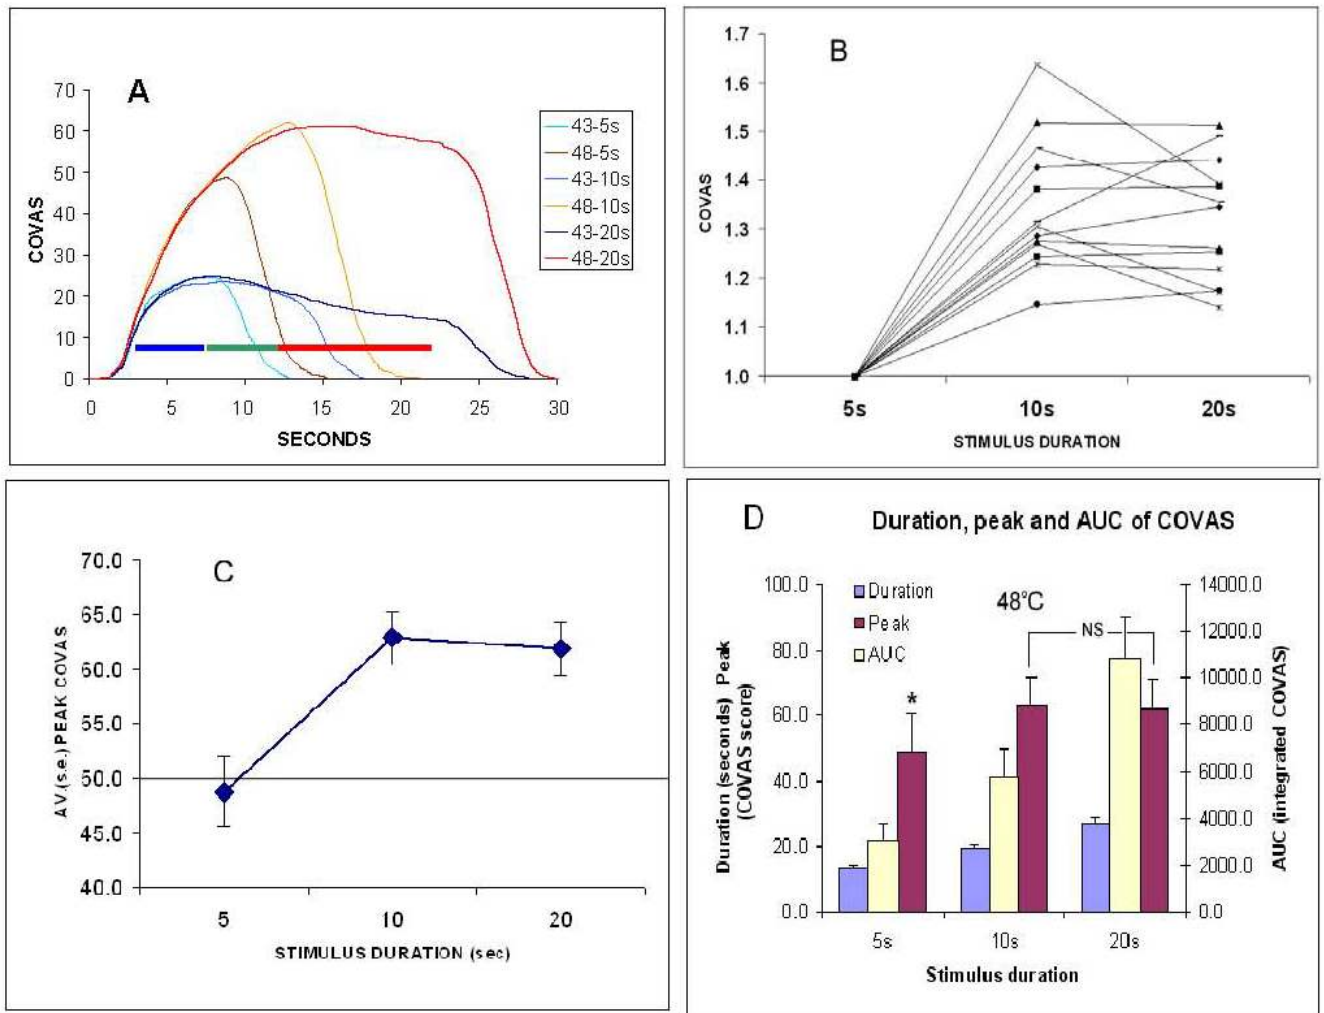 A
70
60
50
40
30
20
10
0
COVAS
0 5 10 15 20 25 30
SECONDS
43-5s
48-5s
43-10s
48-10s
43-20s
48-20s
B
1.7
1.6
1.5
1.4
1.3
1.2
1.1
1.0
COVAS
5s 10s 20s
STIMULUS DURATION
C
70.0
65.0
60.0
55.0
50.0
45.0
40.0
AV.(s.e.) PEAK COVAS
5 10 20
STIMULUS DURATION (sec)
D Duration, peak and AUC of COVAS
Duration
Peak
AUC
48°C
NS
*
100.0
80.0
60.0
40.0
20.0
0.0
Duration (seconds) Peak
(COVAS score)
14000.0
12000.0
10000.0
8000.0
6000.0
4000.0
2000.0
0.0
AUC (integrated COVAS)
5s 10s 20s
Stimulus duration